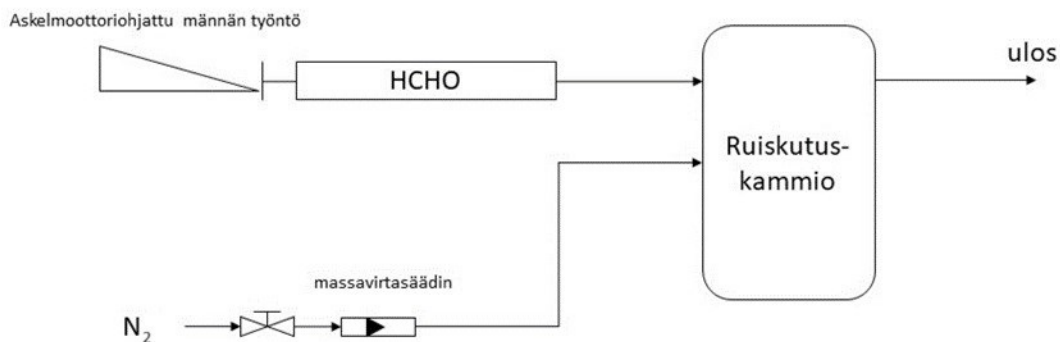 Askelmoottoriohjattu männän työntö
HCHO
ulos
Ruiskutus-
kammio
massavirtasäädin
N₂